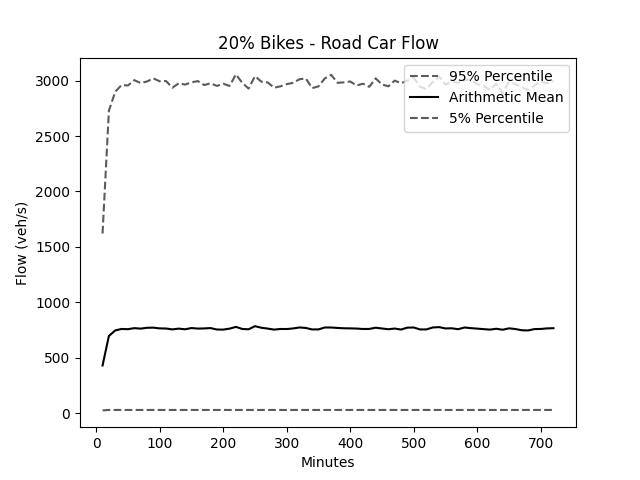 20% Bikes - Road Car Flow
95% Percentile
Arithmetic Mean
5% Percentile
Flow (veh/s)
3000
2500
2000
1500
1000
500
0
0 100 200 300 400 500 600 700
Minutes